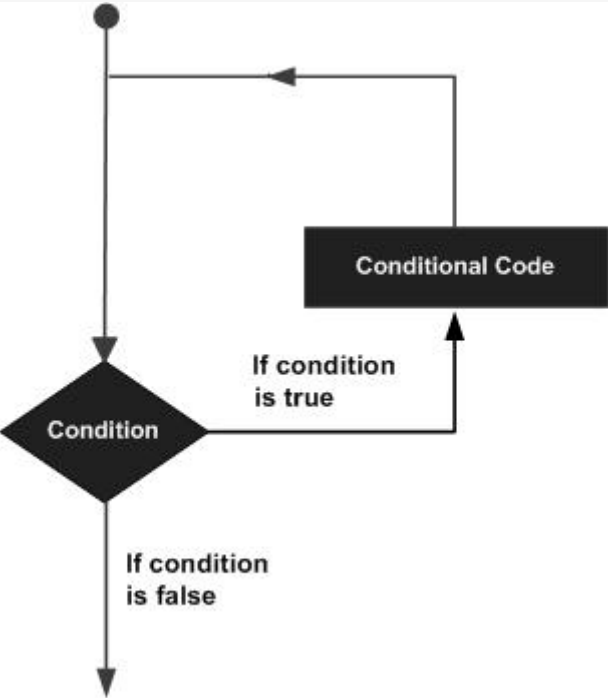 Conditional Code
If condition
is true
Condition
If condition
is false